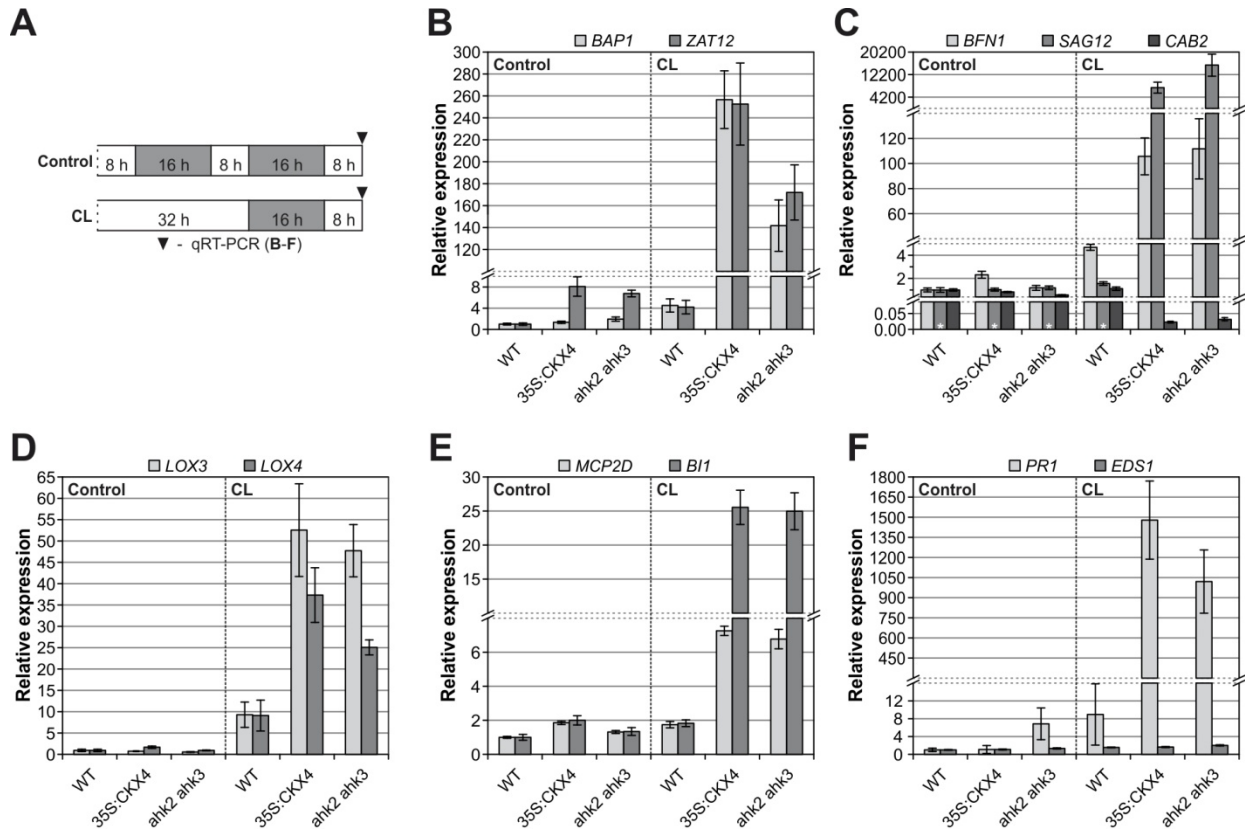 A
Control 8 h 16 h 8 h 16 h 8 h
CL 32 h 16 h 8 h
▼ - qRT-PCR (B-F)
B
BAP1 ZAT12
Relative expression
300
280
260
240
220
200
180
160
140
120
8
4
0
Control CL
WT 35S:CKX4 ahk2 ahk3 WT 35S:CKX4 ahk2 ahk3
C
BFN1 SAG12 CAB2
Relative expression
20200
12200
4200
120
100
80
60
4
2
0.05
0.00
Control CL
* * * *
WT 35S:CKX4 ahk2 ahk3 WT 35S:CKX4 ahk2 ahk3
D
LOX3 LOX4
Relative expression
65
60
55
50
45
40
35
30
25
20
15
10
5
0
Control CL
WT 35S:CKX4 ahk2 ahk3 WT 35S:CKX4 ahk2 ahk3
E
MCP2D BI1
Relative expression
30
25
20
15
6
4
2
0
Control CL
WT 35S:CKX4 ahk2 ahk3 WT 35S:CKX4 ahk2 ahk3
F
PR1 EDS1
Relative expression
1800
1650
1500
1350
1200
1050
900
750
600
450
12
8
4
0
Control CL
WT 35S:CKX4 ahk2 ahk3 WT 35S:CKX4 ahk2 ahk3